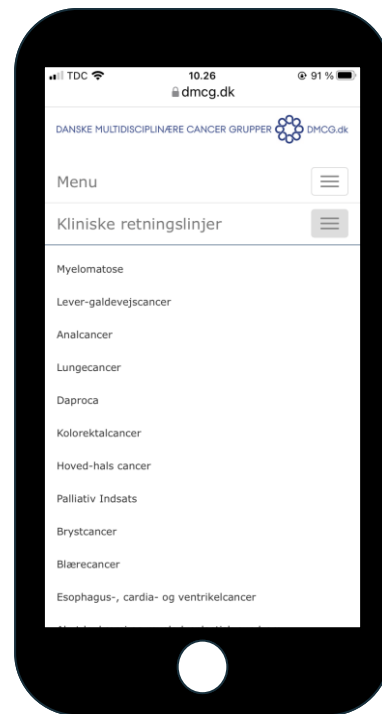 TDC 10.26 91 %
dmcg.dk
DANSKE MULTIDISCIPLINÆRE CANCER GRUPPER DMCG.dk
Menu
Kliniske retningslinjer
Myelomatose
Lever-galdevejscancer
Analcancer
Lungecancer
Daproca
Kolorektalcancer
Hoved-hals cancer
Palliativ Indsats
Brystcancer
Blærecancer
Esophagus-, cardia- og ventrikelcancer